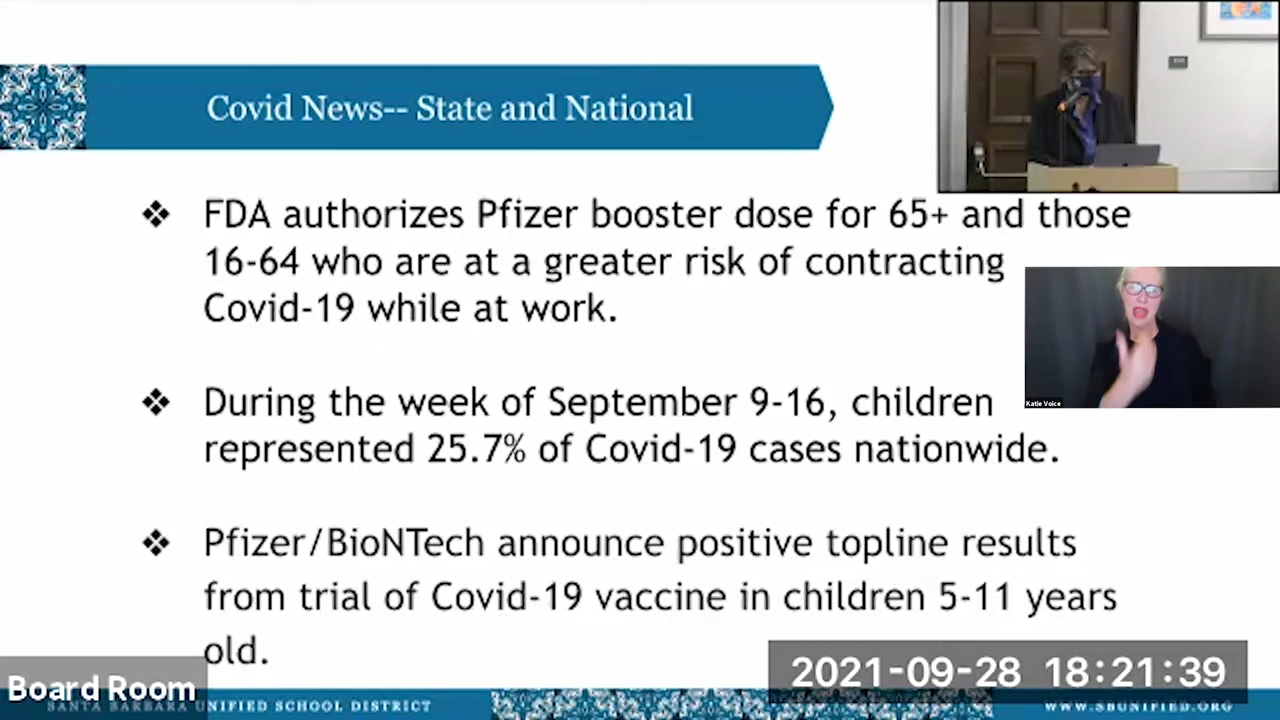 Covid News-- State and National
❖ FDA authorizes Pfizer booster dose for 65+ and those
16-64 who are at a greater risk of contracting
Covid-19 while at work.
Katie Voice
❖ During the week of September 9-16, children
represented 25.7% of Covid-19 cases nationwide.
❖ Pfizer/BioNTech announce positive topline results
from trial of Covid-19 vaccine in children 5-11 years
old.
2021-09-28 18:21:39
Board Room
SANTA BARBARA UNIFIED SCHOOL DISTRICT
WWW.SBUNIFIED.ORG